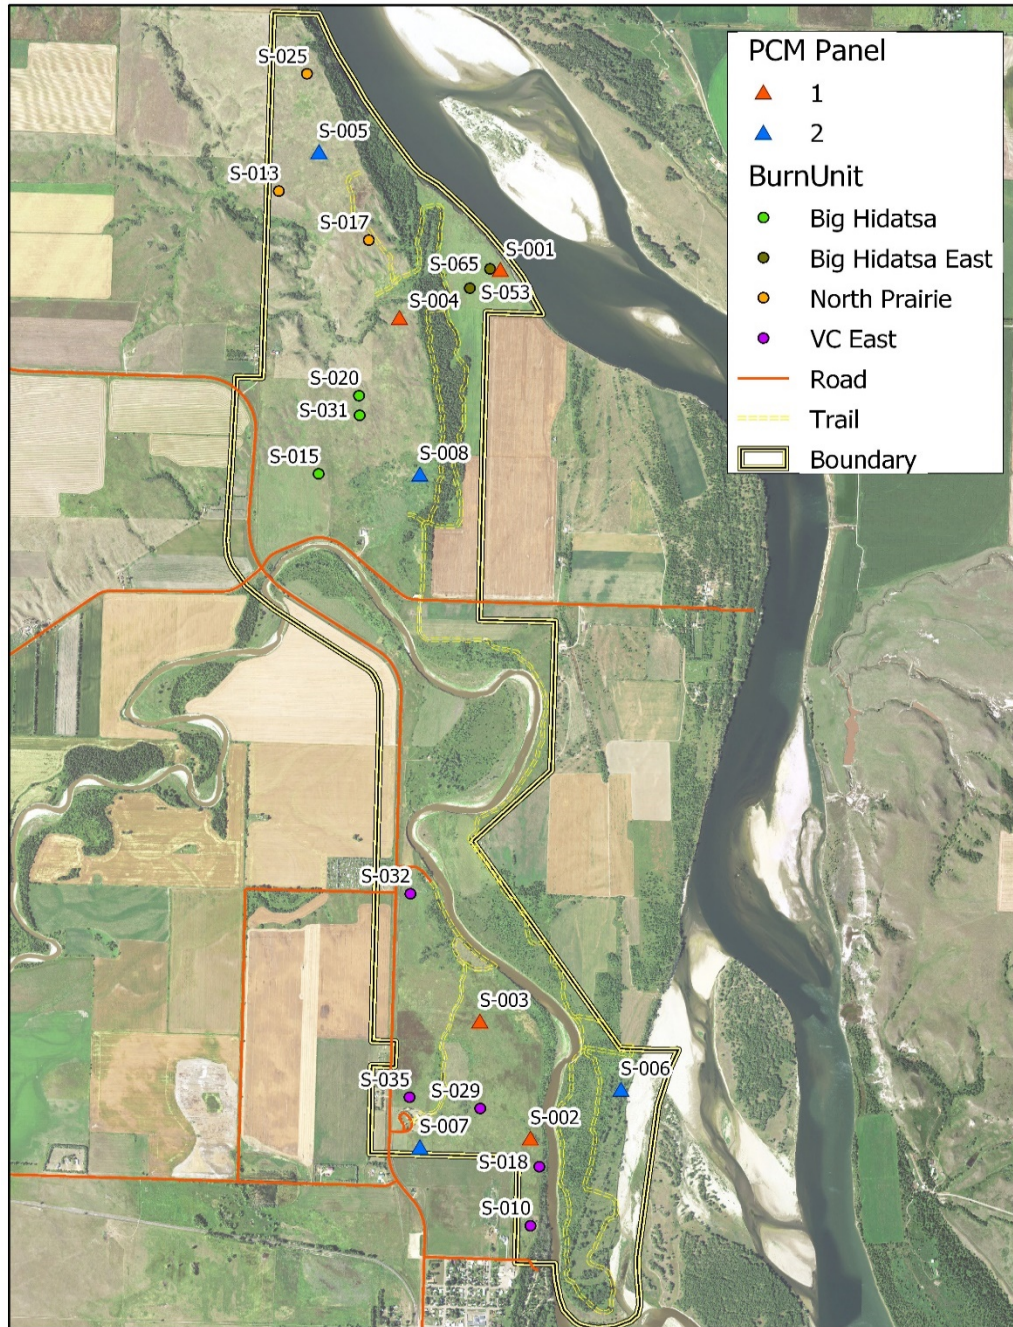 PCM Panel
1
2
BurnUnit
Big Hidatsa
Big Hidatsa East
North Prairie
VC East
Road
Trail
Boundary
S-025
S-005
S-013
S-017
S-065
S-001
S-053
S-004
S-020
S-031
S-015
S-008
S-032
S-003
S-006
S-035
S-029
S-002
S-007
S-018
S-010